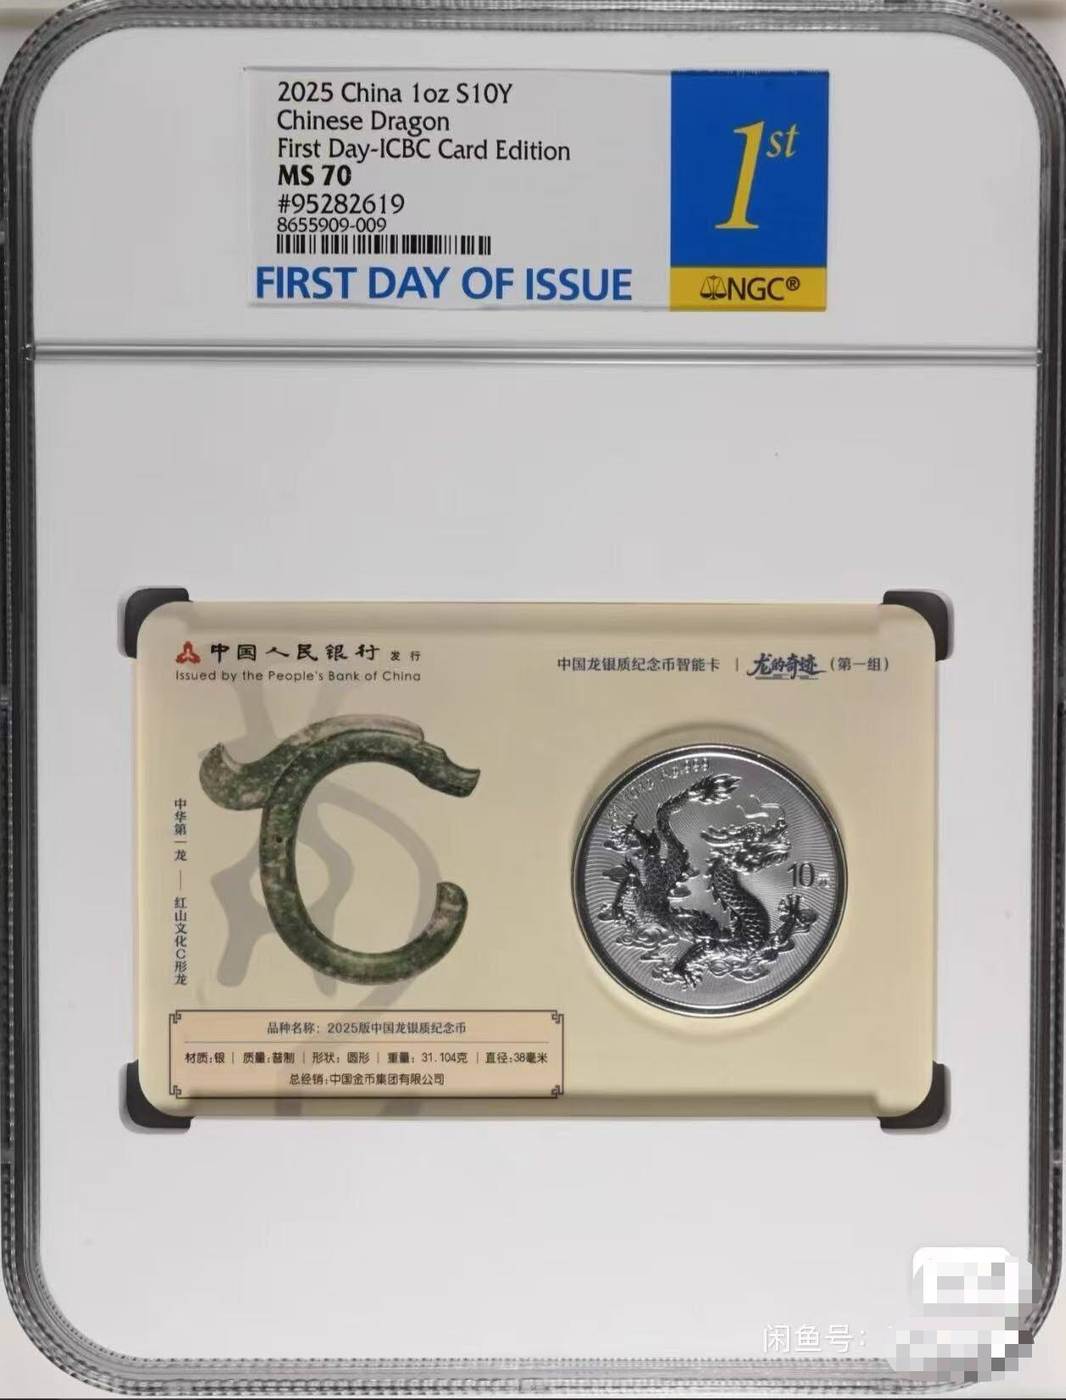 2025 China 1oz S10Y
Chinese Dragon
First Day-ICBC Card Edition
MS 70
#95282619
8655909-009
FIRST DAY OF ISSUE
1st
NGC®
中国人民银行 发行
Issued by the People's Bank of China
中国龙银质纪念币智能卡 | 龙的奇迹 (第一组)
中华第一龙 —— 红山文化C形龙
10元
品种名称：2025版中国龙银质纪念币
材质：银 | 质量：普制 | 形状：圆形 | 重量：31.104克 | 直径：38毫米
总经销：中国金币集团有限公司
闲鱼号：